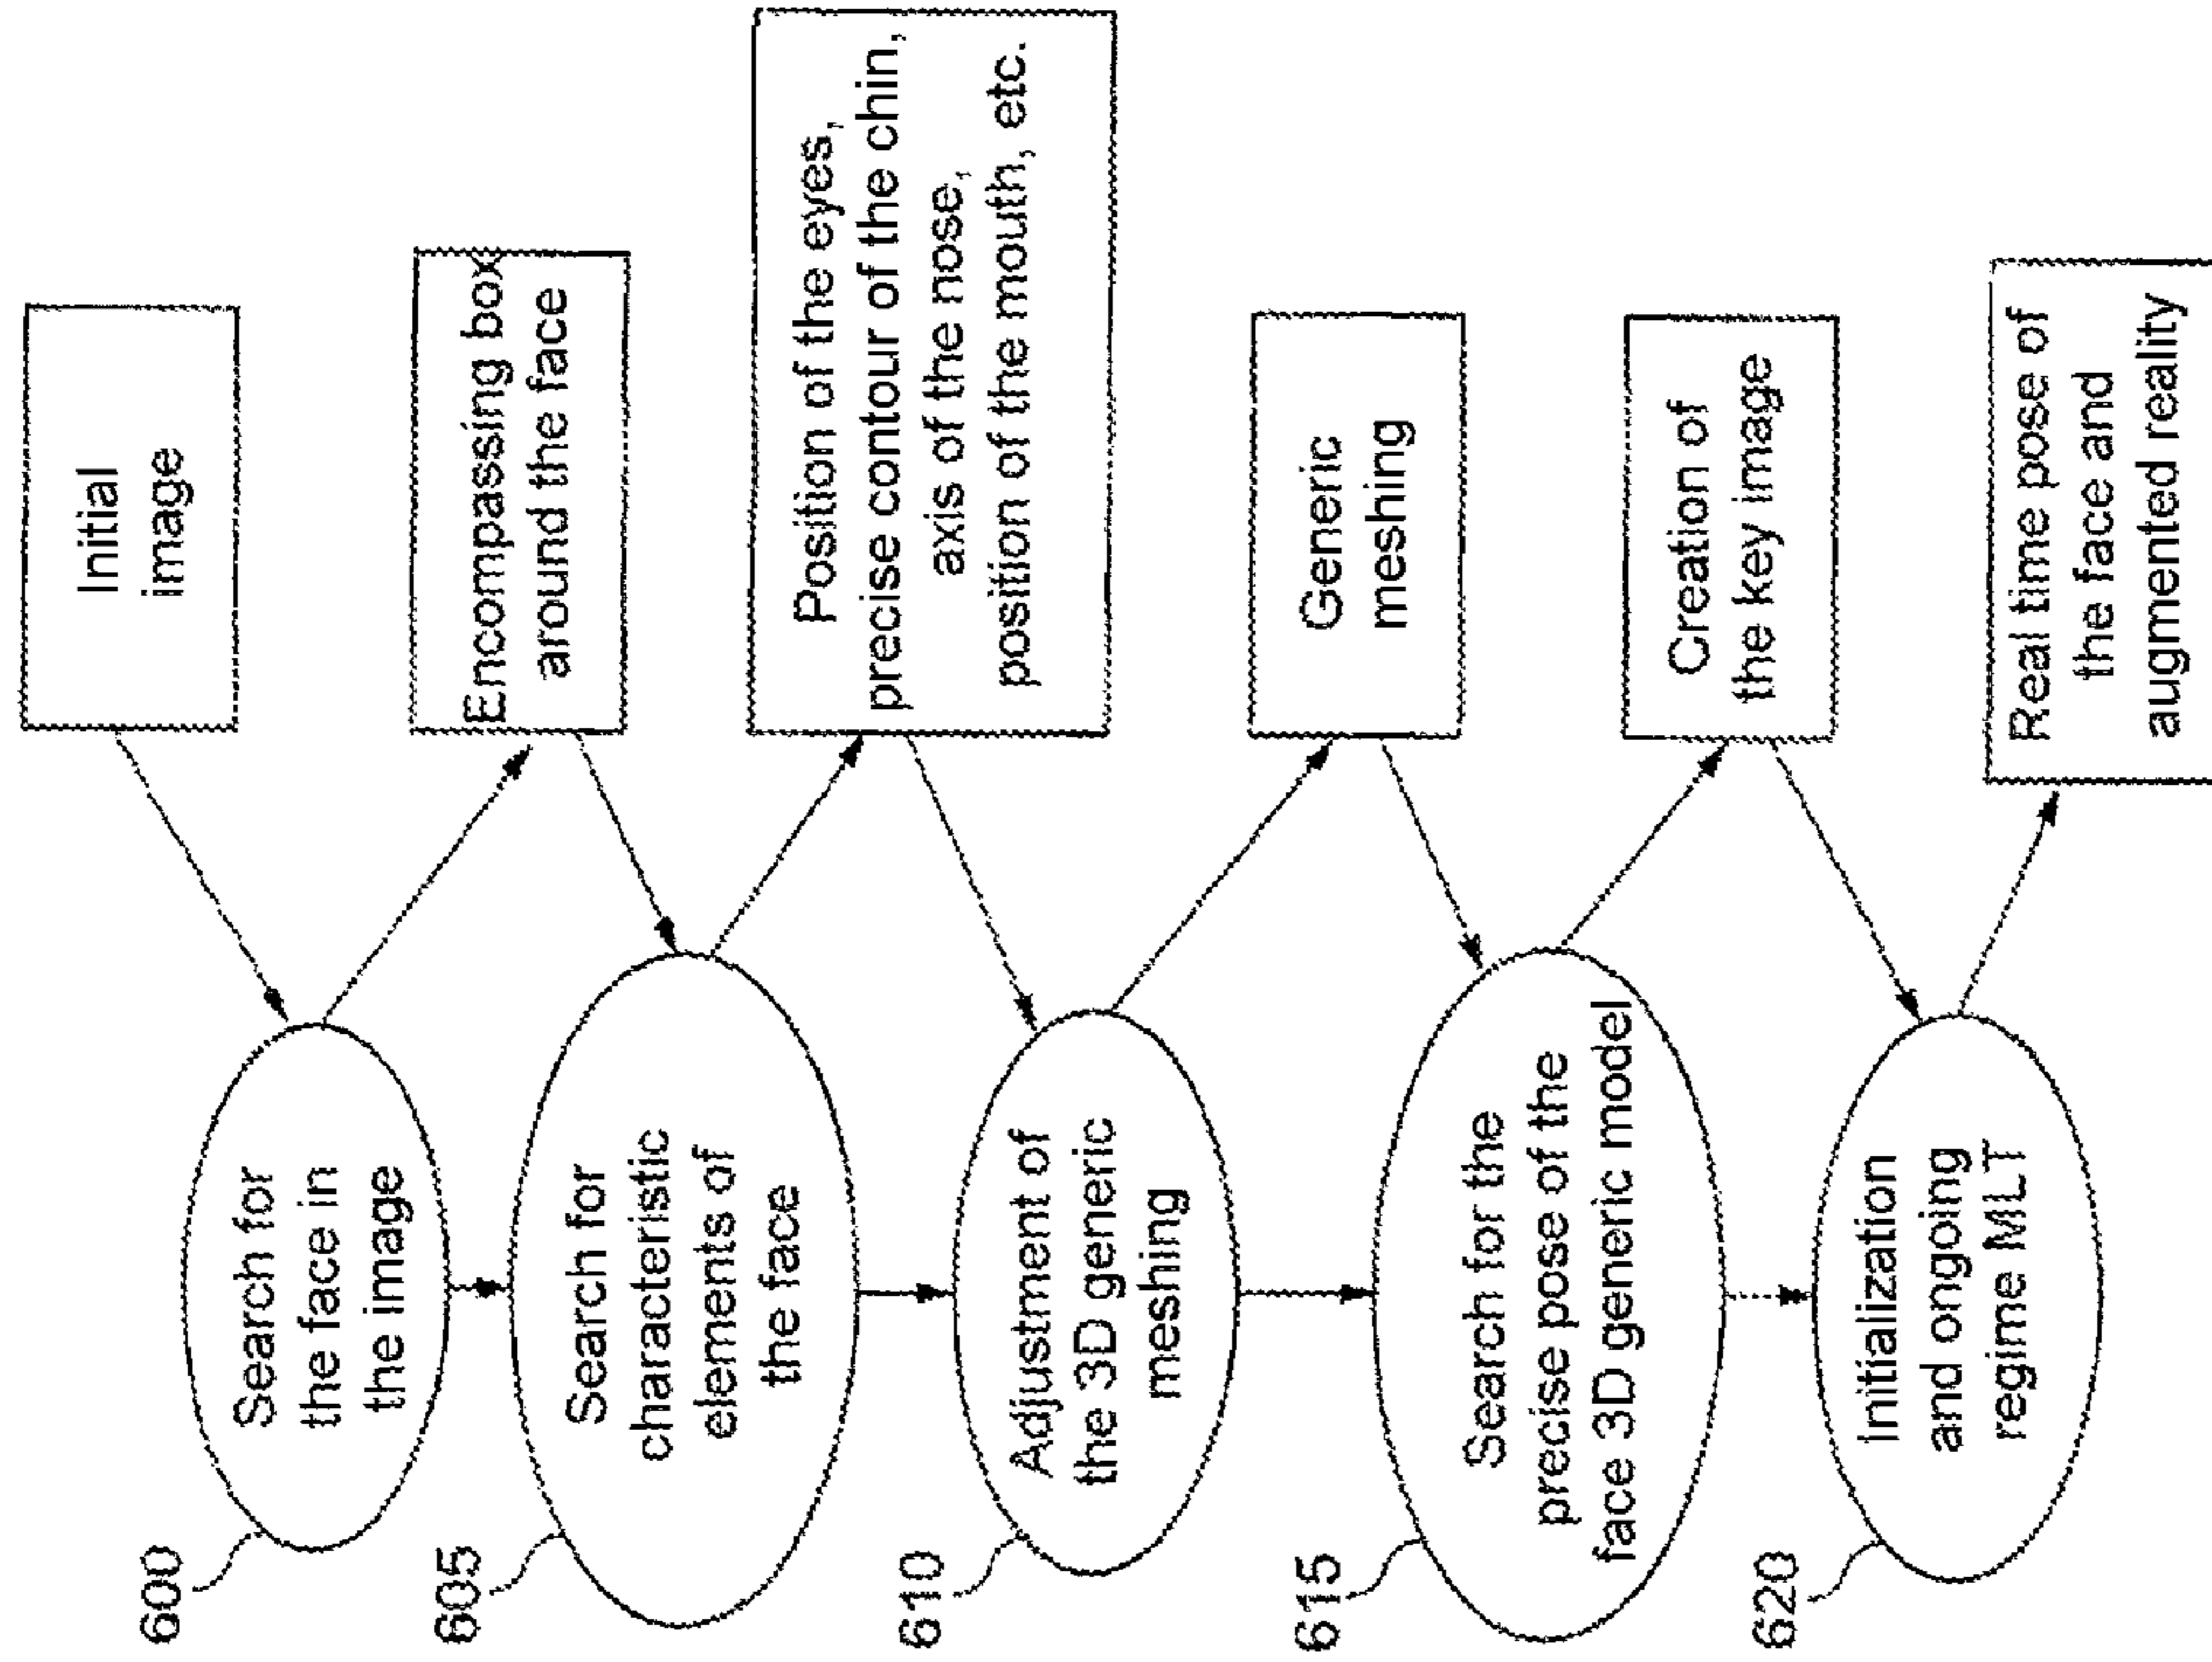 Initial
image
600
Search for
the face in
the image
Encompassing box
around the face
605
Search for
characteristic
elements of
the face
Position of the eyes,
precise contour of the chin,
axis of the nose,
position of the mouth, etc.
610
Adjustment of
the 3D generic
meshing
Generic
meshing
615
Search for the
precise pose of the
face 3D generic model
Creation of
the key image
620
Initialization
and ongoing
regime MLT
Real time pose of
the face and
augmented reality